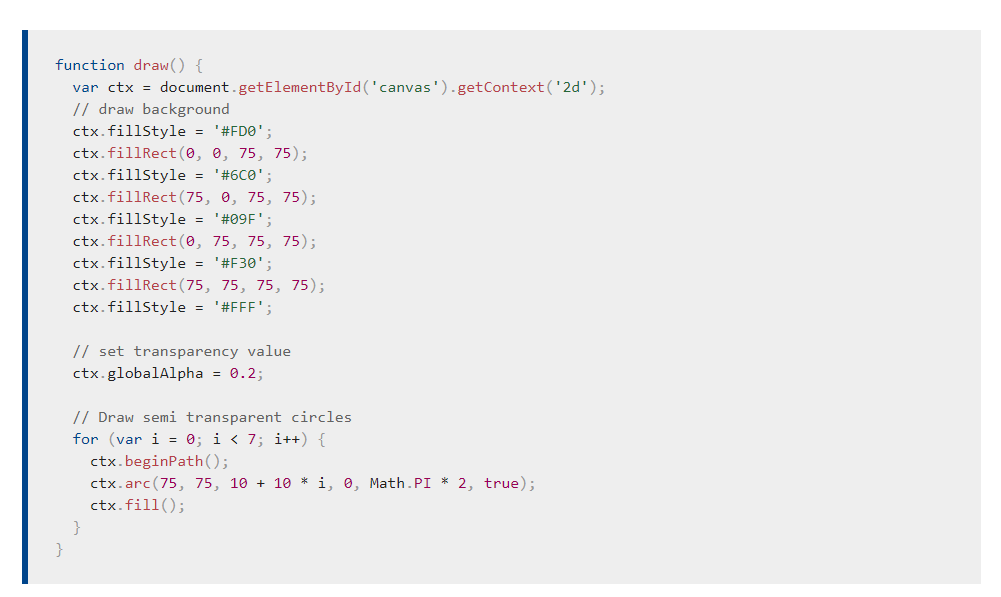 function draw() {
  var ctx = document.getElementById('canvas').getContext('2d');
  // draw background
  ctx.fillStyle = '#FD0';
  ctx.fillRect(0, 0, 75, 75);
  ctx.fillStyle = '#6C0';
  ctx.fillRect(75, 0, 75, 75);
  ctx.fillStyle = '#09F';
  ctx.fillRect(0, 75, 75, 75);
  ctx.fillStyle = '#F30';
  ctx.fillRect(75, 75, 75, 75);
  ctx.fillStyle = '#FFF';

  // set transparency value
  ctx.globalAlpha = 0.2;

  // Draw semi transparent circles
  for (var i = 0; i < 7; i++) {
    ctx.beginPath();
    ctx.arc(75, 75, 10 + 10 * i, 0, Math.PI * 2, true);
    ctx.fill();
  }
}